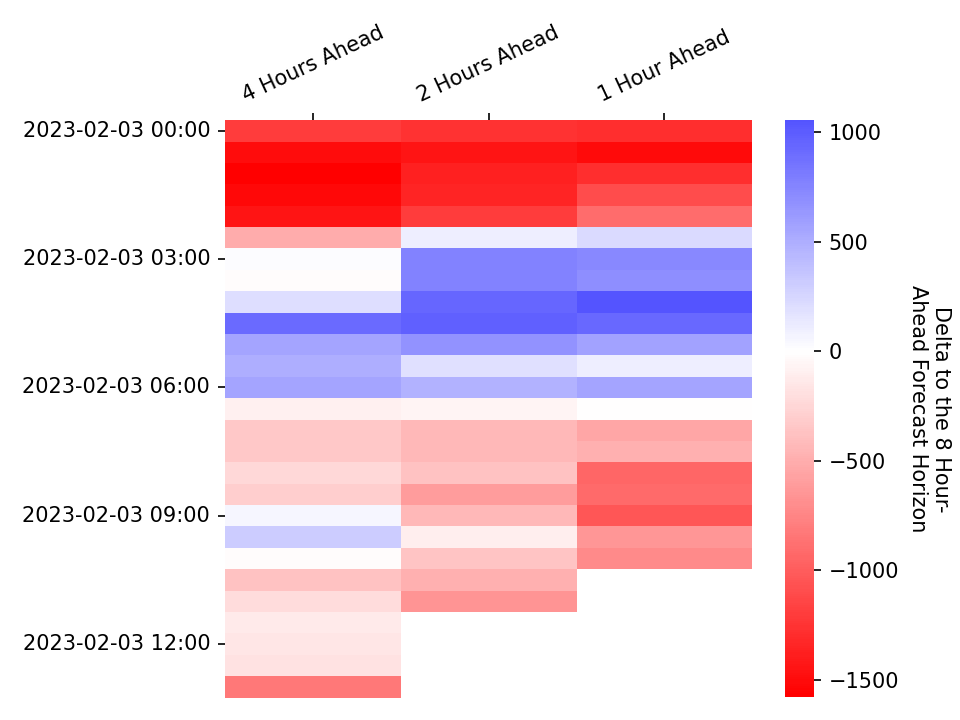 4 Hours Ahead
2 Hours Ahead
1 Hour Ahead
2023-02-03 00:00
2023-02-03 03:00
2023-02-03 06:00
2023-02-03 09:00
2023-02-03 12:00
1000
500
0
−500
−1000
−1500
Delta to the 8 Hour-
Ahead Forecast Horizon